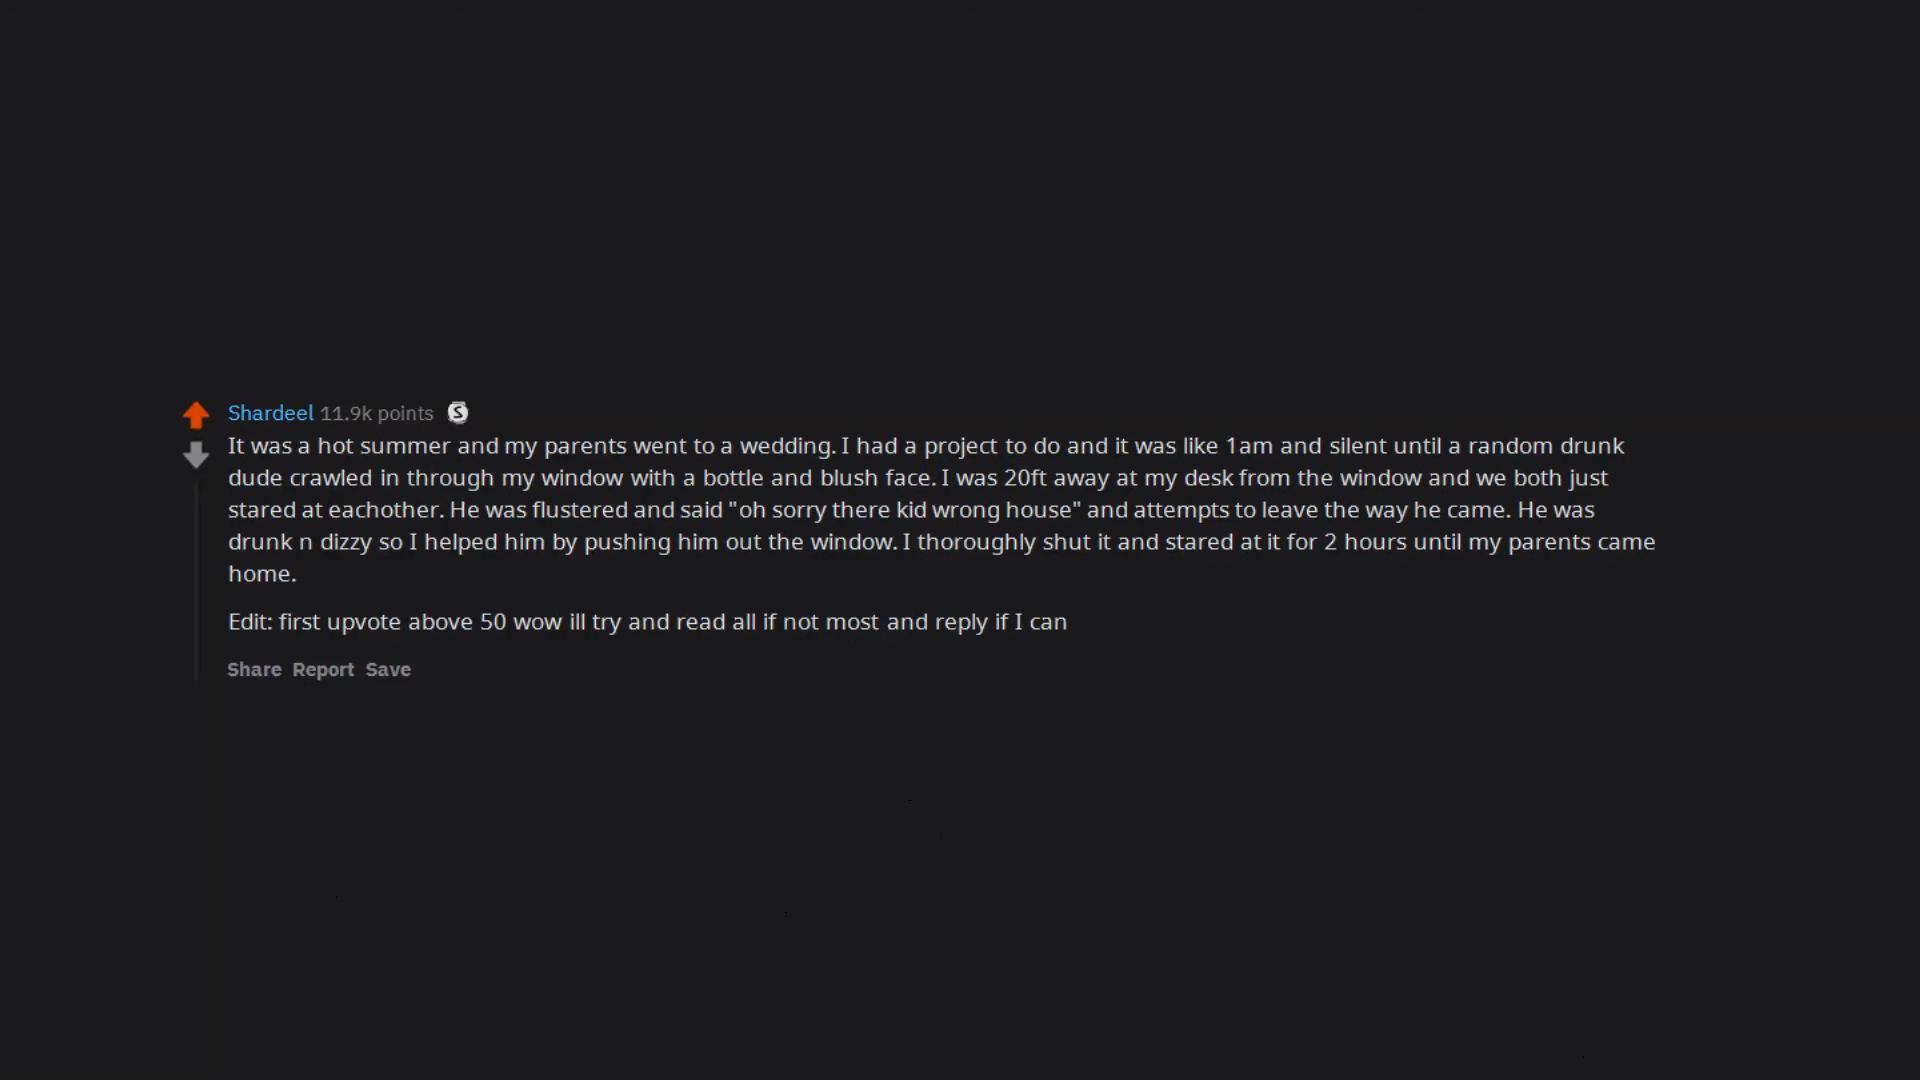 Shardeel 11.9k points S
It was a hot summer and my parents went to a wedding. I had a project to do and it was like 1am and silent until a random drunk
dude crawled in through my window with a bottle and blush face. I was 20ft away at my desk from the window and we both just
stared at eachother. He was flustered and said "oh sorry there kid wrong house" and attempts to leave the way he came. He was
drunk n dizzy so I helped him by pushing him out the window. I thoroughly shut it and stared at it for 2 hours until my parents came
home.
Edit: first upvote above 50 wow ill try and read all if not most and reply if I can
Share Report Save